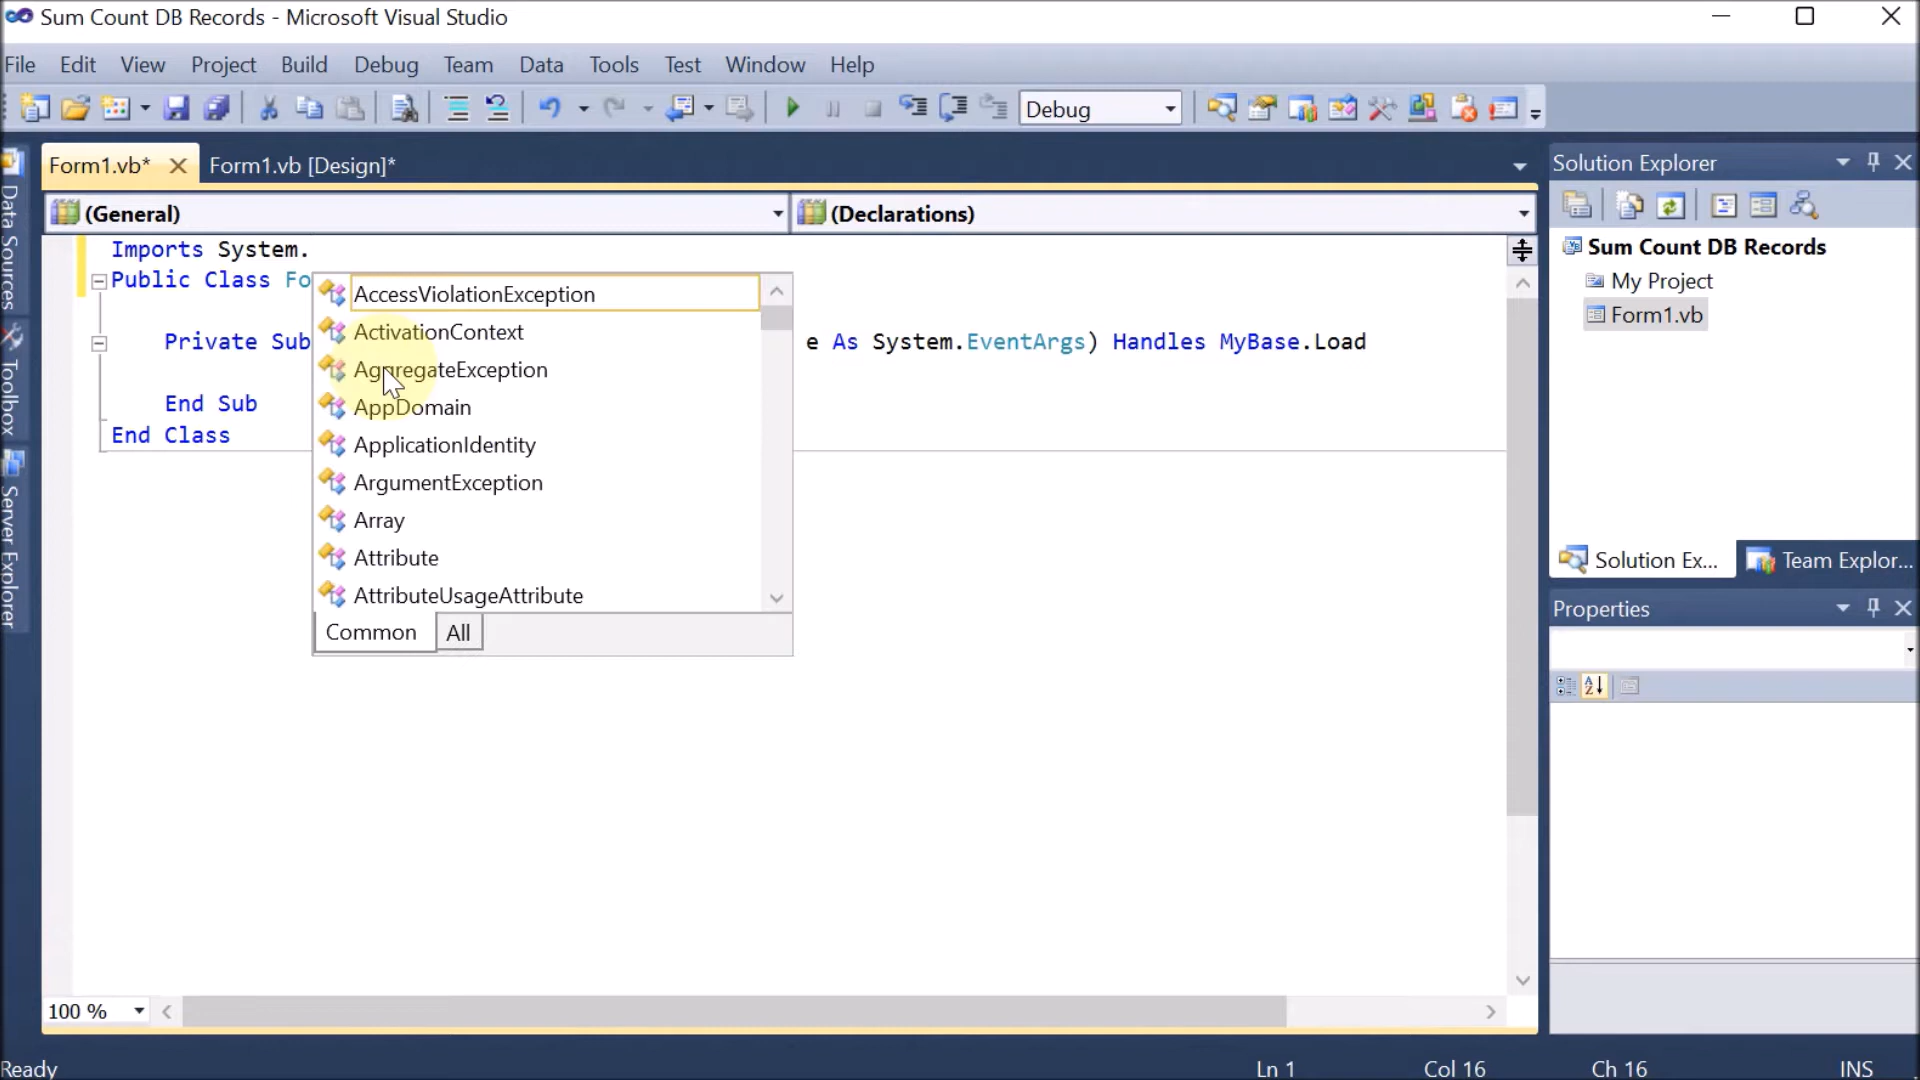 Sum Count DB Records - Microsoft Visual Studio
File Edit View Project Build Debug Team Data Tools Test Window Help
Debug
Form1.vb* Form1.vb [Design]*
(General) (Declarations)
Imports System.
Public Class Fo
Private Sub e As System.EventArgs) Handles MyBase.Load
End Sub
End Class
AccessViolationException
ActivationContext
AggregateException
AppDomain
ApplicationIdentity
ArgumentException
Array
Attribute
AttributeUsageAttribute
Common All
Data Sources
Toolbox
Server Explorer
Solution Explorer
Sum Count DB Records
My Project
Form1.vb
Solution Ex... Team Explor...
Properties
100 %
Ready Ln 1 Col 16 Ch 16 INS